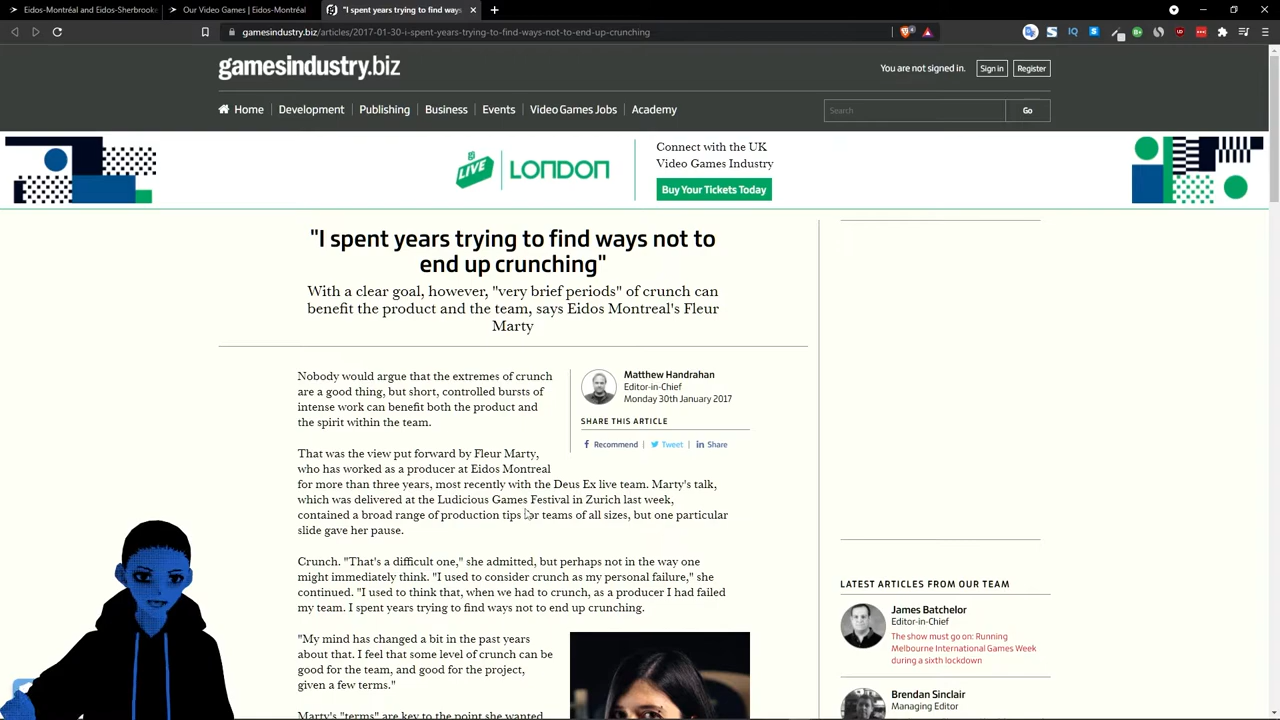 Eidos-Montréal and Eidos-Sherbrooke
Our Video Games | Eidos-Montréal
"I spent years trying to find ways
gamesindustry.biz/articles/2017-01-30-i-spent-years-trying-to-find-ways-not-to-end-up-crunching
gamesindustry.biz
You are not signed in.
Sign in
Register
Home
Development
Publishing
Business
Events
Video Games Jobs
Academy
Search
Go
LIVE
LONDON
Connect with the UK
Video Games Industry
Buy Your Tickets Today
"I spent years trying to find ways not to
end up crunching"
With a clear goal, however, "very brief periods" of crunch can
benefit the product and the team, says Eidos Montreal's Fleur
Marty
Nobody would argue that the extremes of crunch
are a good thing, but short, controlled bursts of
intense work can benefit both the product and
the spirit within the team.
Matthew Handrahan
Editor-in-Chief
Monday 30th January 2017
SHARE THIS ARTICLE
Recommend
Tweet
Share
That was the view put forward by Fleur Marty,
who has worked as a producer at Eidos Montreal
for more than three years, most recently with the Deus Ex live team. Marty's talk,
which was delivered at the Ludicious Games Festival in Zurich last week,
contained a broad range of production tips for teams of all sizes, but one particular
slide gave her pause.
Crunch. "That's a difficult one," she admitted, but perhaps not in the way one
might immediately think. "I used to consider crunch as my personal failure," she
continued. "I used to think that, when we had to crunch, as a producer I had failed
my team. I spent years trying to find ways not to end up crunching.
"My mind has changed a bit in the past years
about that. I feel that some level of crunch can be
good for the team, and good for the project,
given a few terms."
Marty's "terms" are key to the point she wanted
LATEST ARTICLES FROM OUR TEAM
James Batchelor
Editor-in-Chief
The show must go on: Running
Melbourne International Games Week
during a sixth lockdown
Brendan Sinclair
Managing Editor